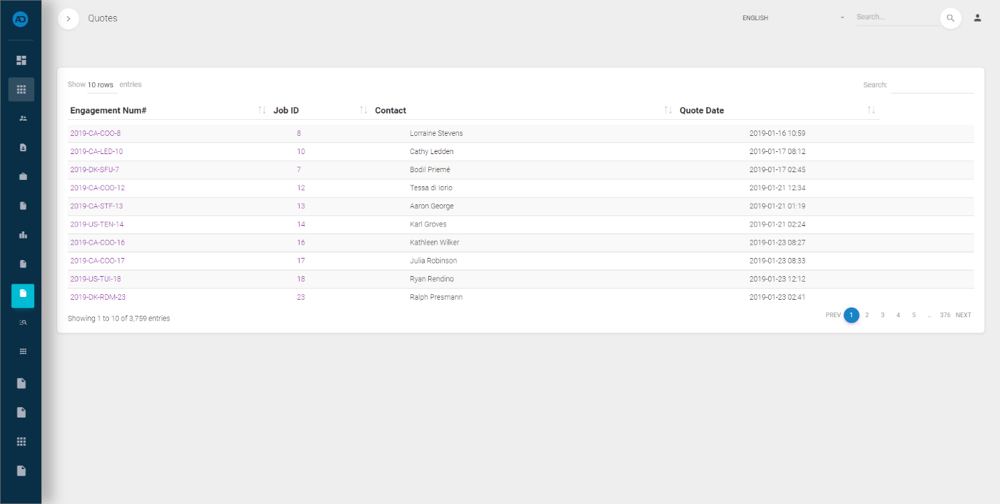 AD
Quotes
ENGLISH
Search...
Show 10 rows entries
Search:
Engagement Num# Job ID Contact Quote Date
2019-CA-COO-8 8 Lorraine Stevens 2019-01-16 10:59
2019-CA-LED-10 10 Cathy Ledden 2019-01-17 08:12
2019-DK-SFU-7 7 Bodil Priemé 2019-01-17 02:45
2019-CA-COO-12 12 Tessa di Iorio 2019-01-21 12:34
2019-CA-STF-13 13 Aaron George 2019-01-21 01:19
2019-US-TEN-14 14 Karl Groves 2019-01-21 02:24
2019-CA-COO-16 16 Kathleen Wilker 2019-01-23 08:27
2019-CA-COO-17 17 Julia Robinson 2019-01-23 08:33
2019-US-TUI-18 18 Ryan Rendino 2019-01-23 12:12
2019-DK-RDM-23 23 Ralph Presmann 2019-01-23 02:41
Showing 1 to 10 of 3,759 entries
PREV 1 2 3 4 5 ... 376 NEXT